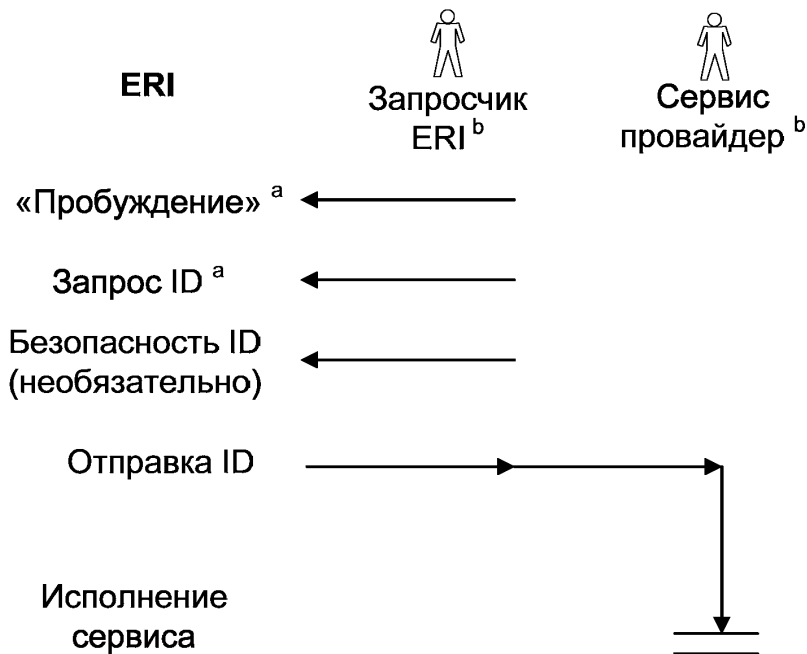 ERI
Запросчик
ERI b
Сервис
провайдер b
«Пробуждение» a
Запрос ID a
Безопасность ID
(необязательно)
Отправка ID
Исполнение
сервиса